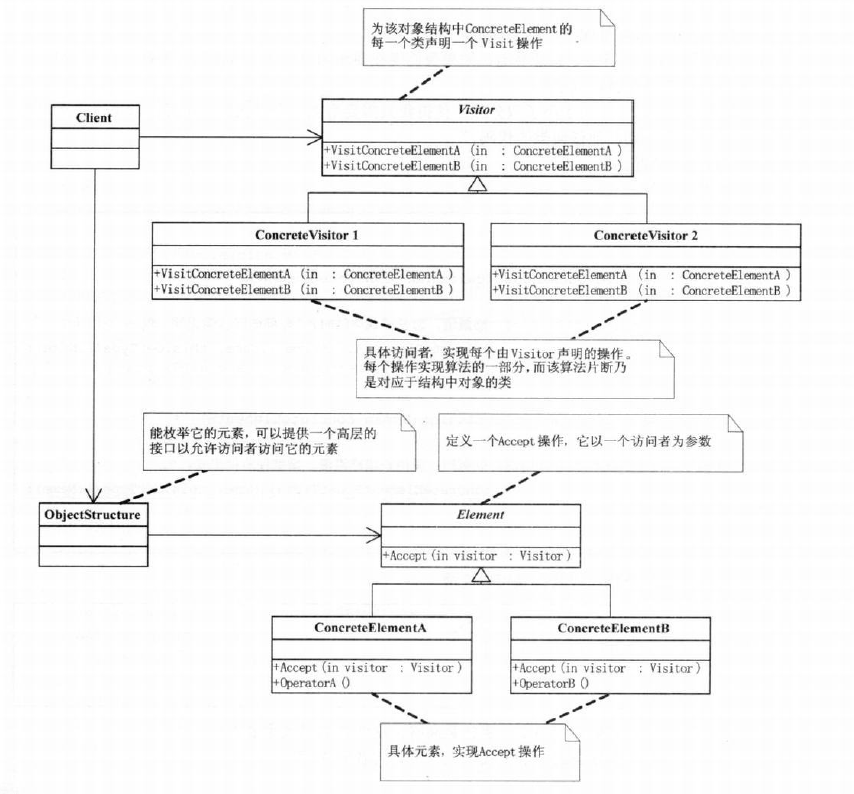 为该对象结构中ConcreteElement的
每一个类声明一个Visit操作
Client
Visitor
+VisitConcreteElementA (in : ConcreteElementA )
+VisitConcreteElementB (in : ConcreteElementB )
ConcreteVisitor 1
+VisitConcreteElementA (in : ConcreteElementA )
+VisitConcreteElementB (in : ConcreteElementB )
ConcreteVisitor 2
+VisitConcreteElementA (in : ConcreteElementA )
+VisitConcreteElementB (in : ConcreteElementB )
具体访问者，实现每个由Visitor声明的操作。
每个操作实现算法的一部分，而该算法片断乃
是对应于结构中对象的类
能枚举它的元素，可以提供一个高层的
接口以允许访问者访问它的元素
定义一个Accept操作，它以一个访问者为参数
ObjectStructure
Element
+Accept(in visitor : Visitor)
ConcreteElementA
+Accept(in visitor : Visitor)
+OperatorA()
ConcreteElementB
+Accept(in visitor : Visitor)
+OperatorB()
具体元素，实现Accept操作